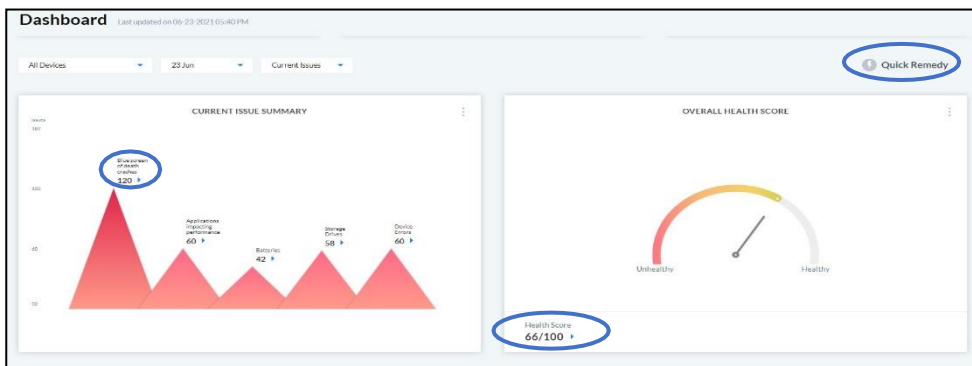 Dashboard Last updated on 06-23-2021 05:40 PM
All Devices 23 Jun Current Issues Quick Remedy
CURRENT ISSUE SUMMARY
Issues
Blue screen
of death
crashes
120
Applications
impacting
performance
60
Batteries
42
Storage
Drives
58
Device
Errors
60
OVERALL HEALTH SCORE
Unhealthy Healthy
Health Score
66/100